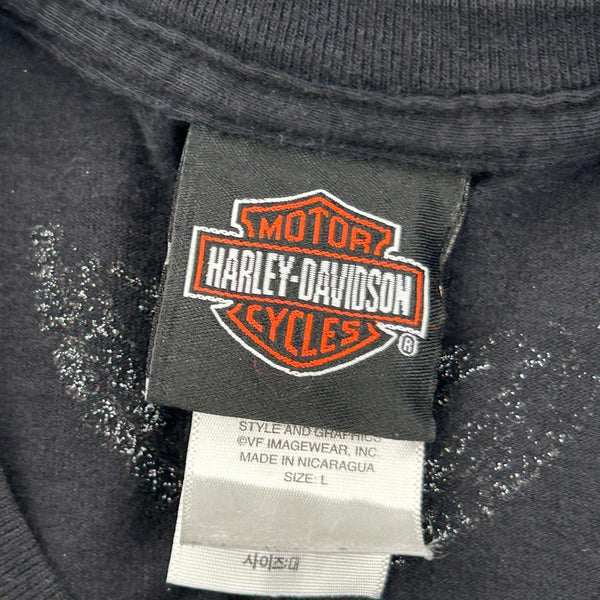 MOTOR
HARLEY-DAVIDSON
CYCLES
®
STYLE AND GRAPHICS
©VF IMAGEWEAR, INC.
MADE IN NICARAGUA
SIZE: L